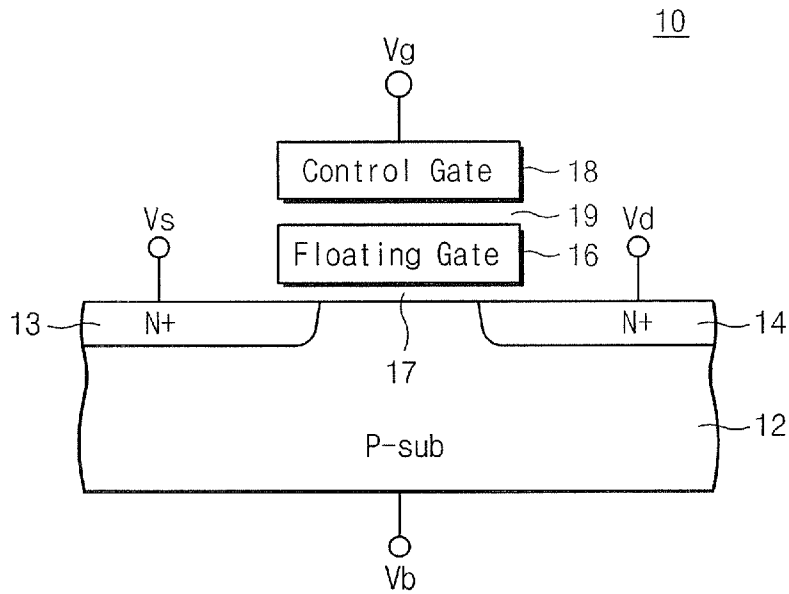 10
Vg
Control Gate
18
Vs
19
Vd
Floating Gate
16
13
N+
N+
14
17
12
P-sub
Vb